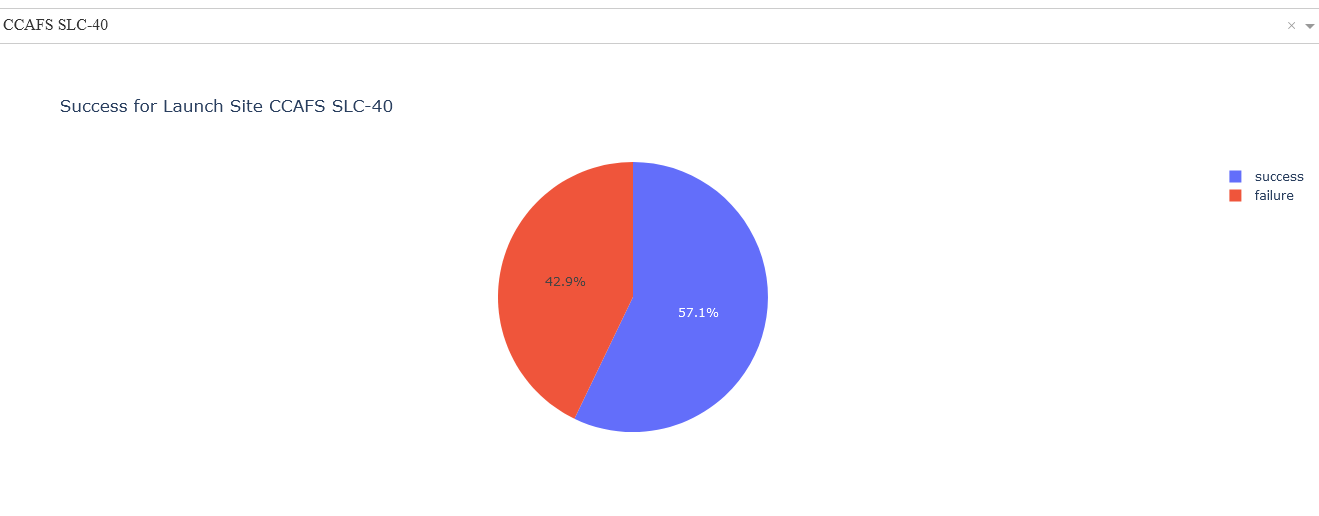 CCAFS SLC-40
Success for Launch Site CCAFS SLC-40
success
failure
42.9%
57.1%